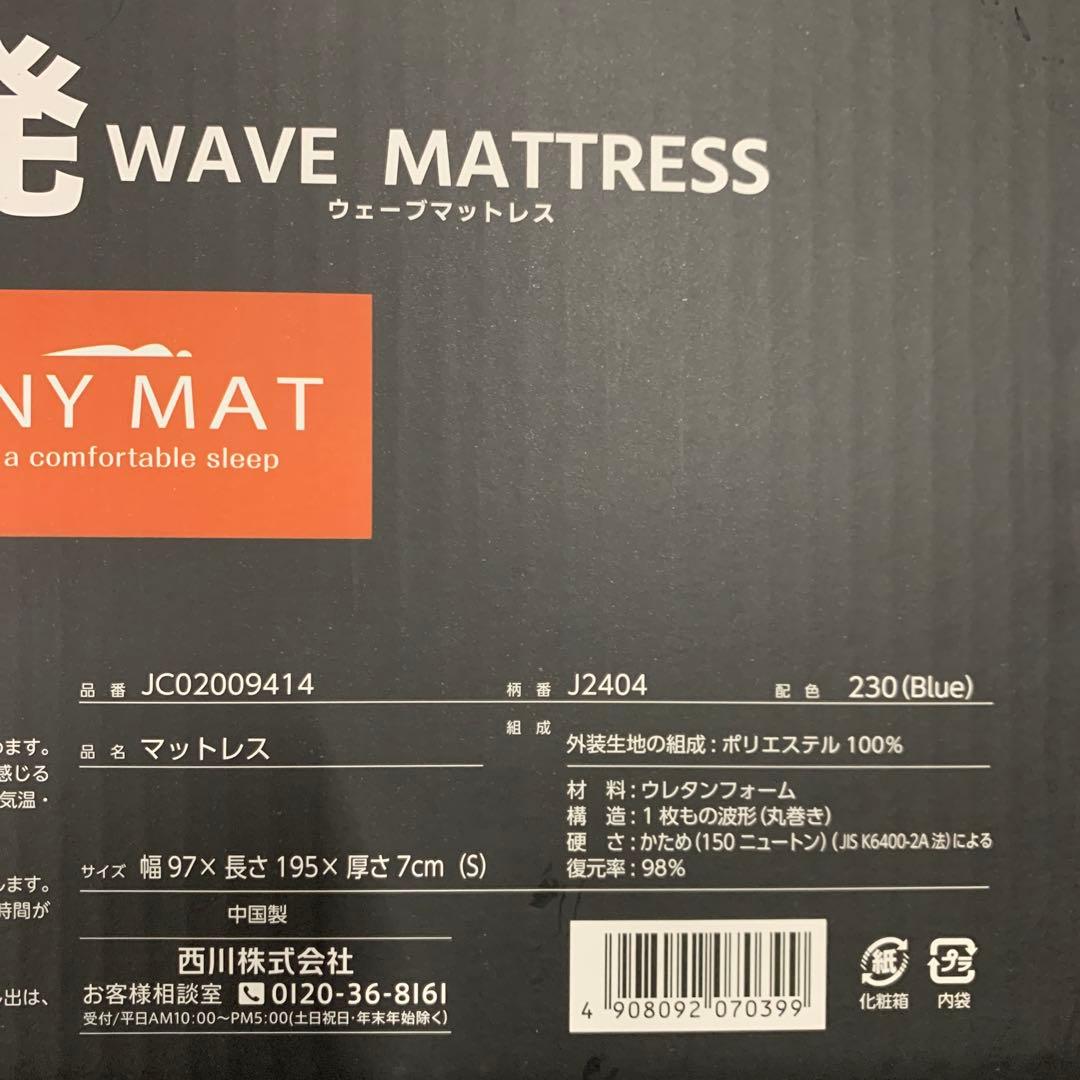 発 WAVE MATTRESS
ウェーブマットレス
NY MAT
a comfortable sleep
品番 JC02009414 柄番 J2404 配色 230(Blue)
品名 マットレス
組成 外装生地の組成:ポリエステル 100%
材 料:ウレタンフォーム
構 造:1 枚もの波形(丸巻き)
硬 さ:かため(150 ニュートン)(JIS K6400-2A 法)による
復元率:98%
サイズ 幅 97× 長さ 195× 厚さ 7cm (S)
中国製
西川株式会社
お客様相談室 0120-36-8161
受付/平日AM10:00〜PM5:00(土日祝日・年末年始除く)
ます。
感じる
気温・
します。
時間が
出は、
4 908092 070399
紙 化粧箱
プラ 内袋